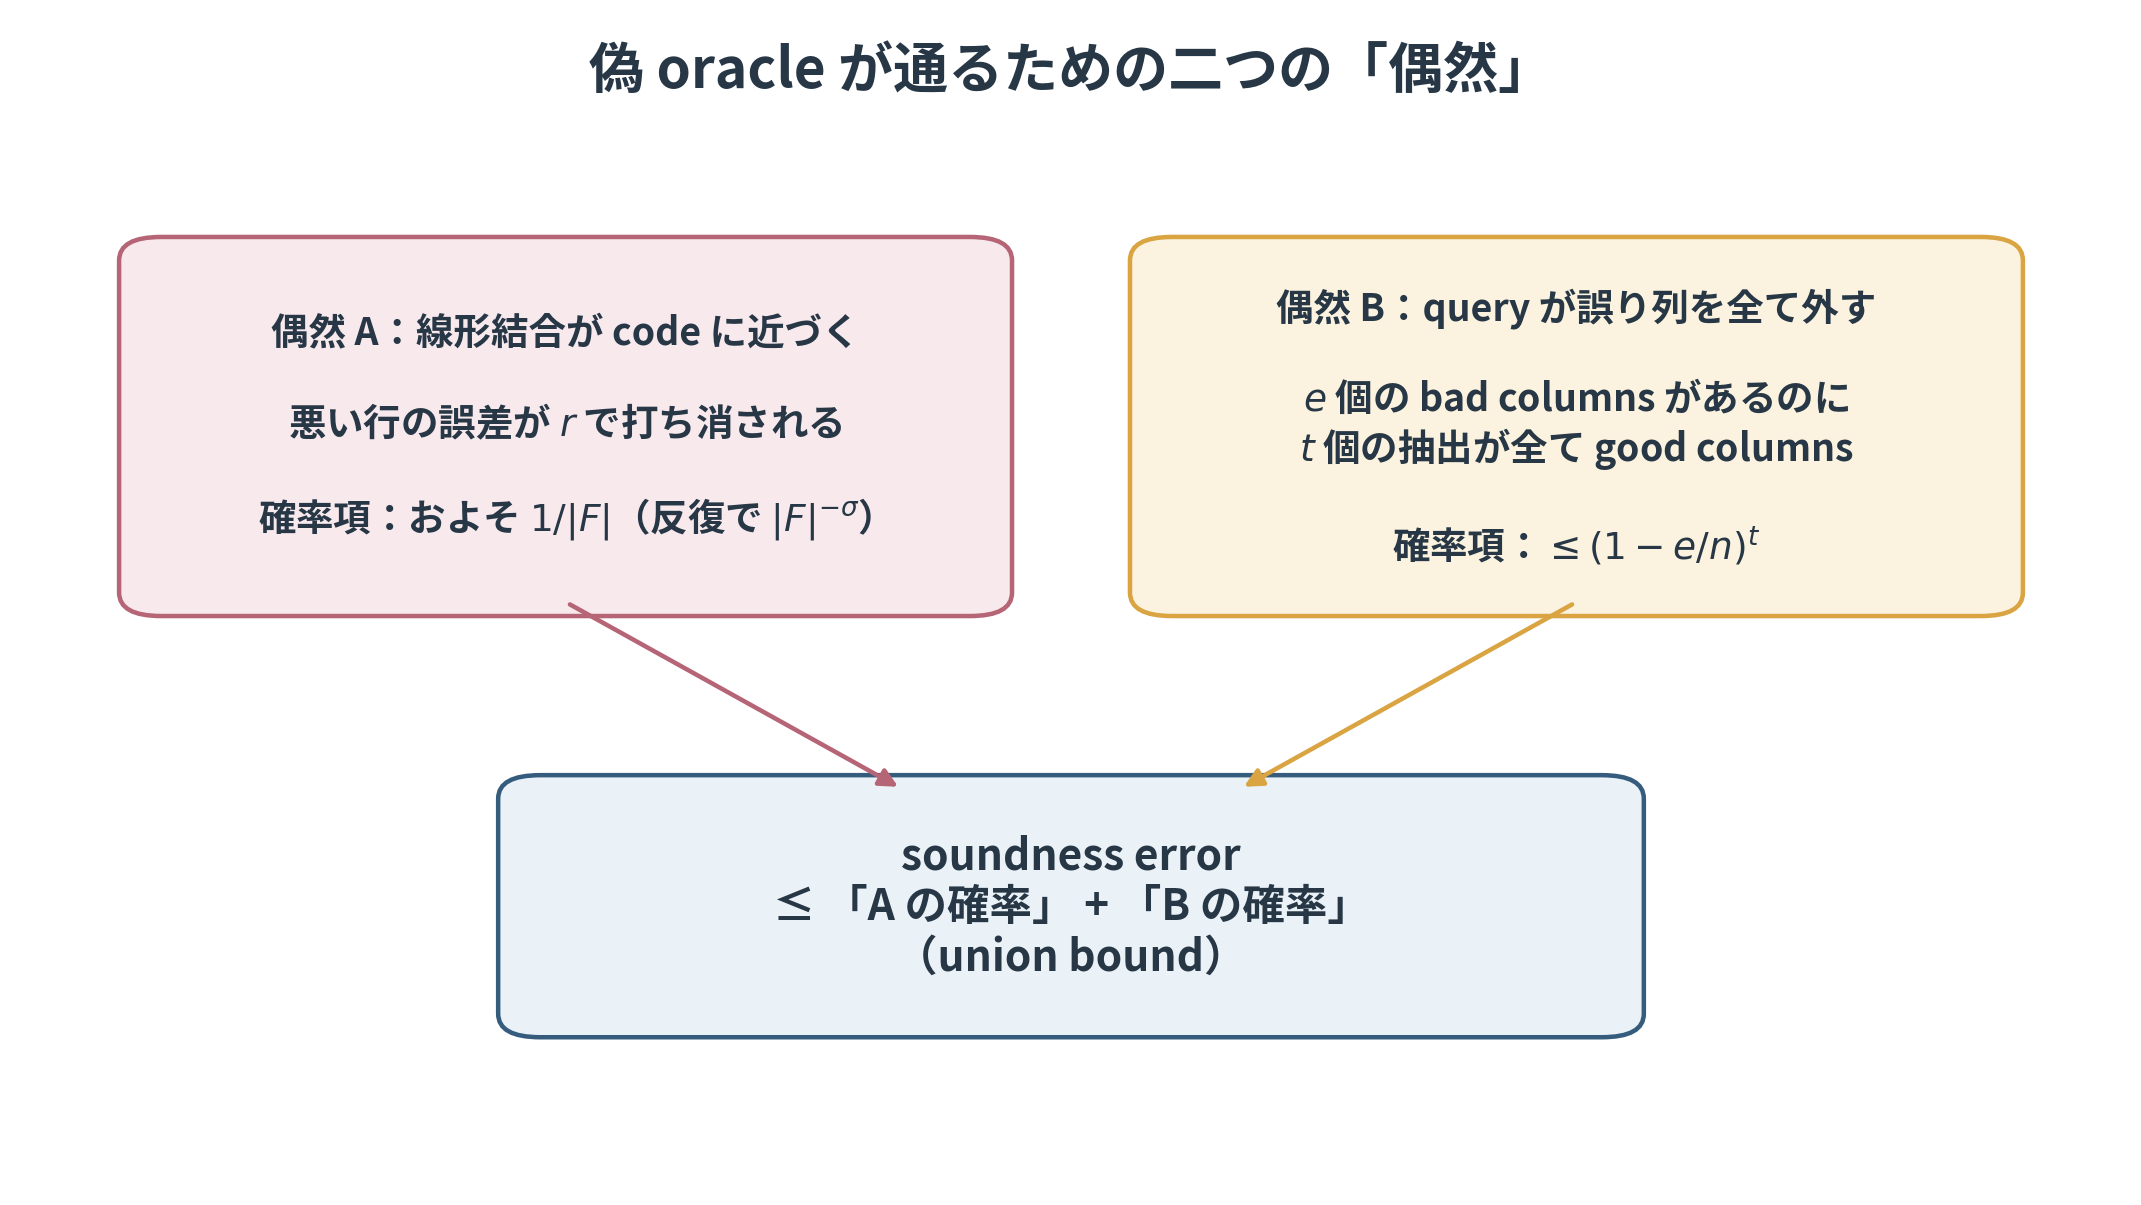 偽 oracle が通るための二つの「偶然」
偶然 A：線形結合が code に近づく
悪い行の誤差が r で打ち消される
確率項：およそ 1/|F|（反復で |F|^{−σ}）
偶然 B：query が誤り列を全て外す
e 個の bad columns があるのに
t 個の抽出が全て good columns
確率項： ≤ (1 − e/n)^t
soundness error
≤ 「A の確率」 + 「B の確率」
（union bound）